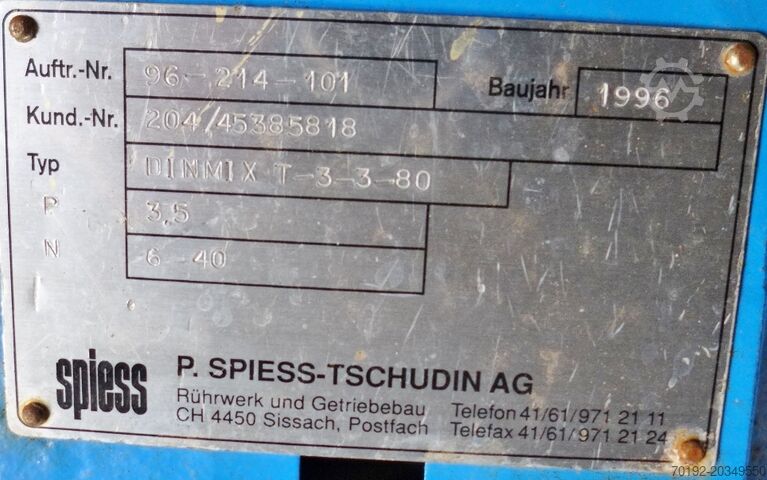 Auftr.-Nr. 96-214-101 Baujahr 1996
Kund.-Nr. 204/45385818
Typ DINMIX T-3-3-80
P 3,5
N 6-40
spiess P. SPIESS-TSCHUDIN AG
Rührwerk und Getriebebau Telefon 41/61/971 21 11
CH 4450 Sissach, Postfach Telefax 41/61/971 21 24
70192-20349550